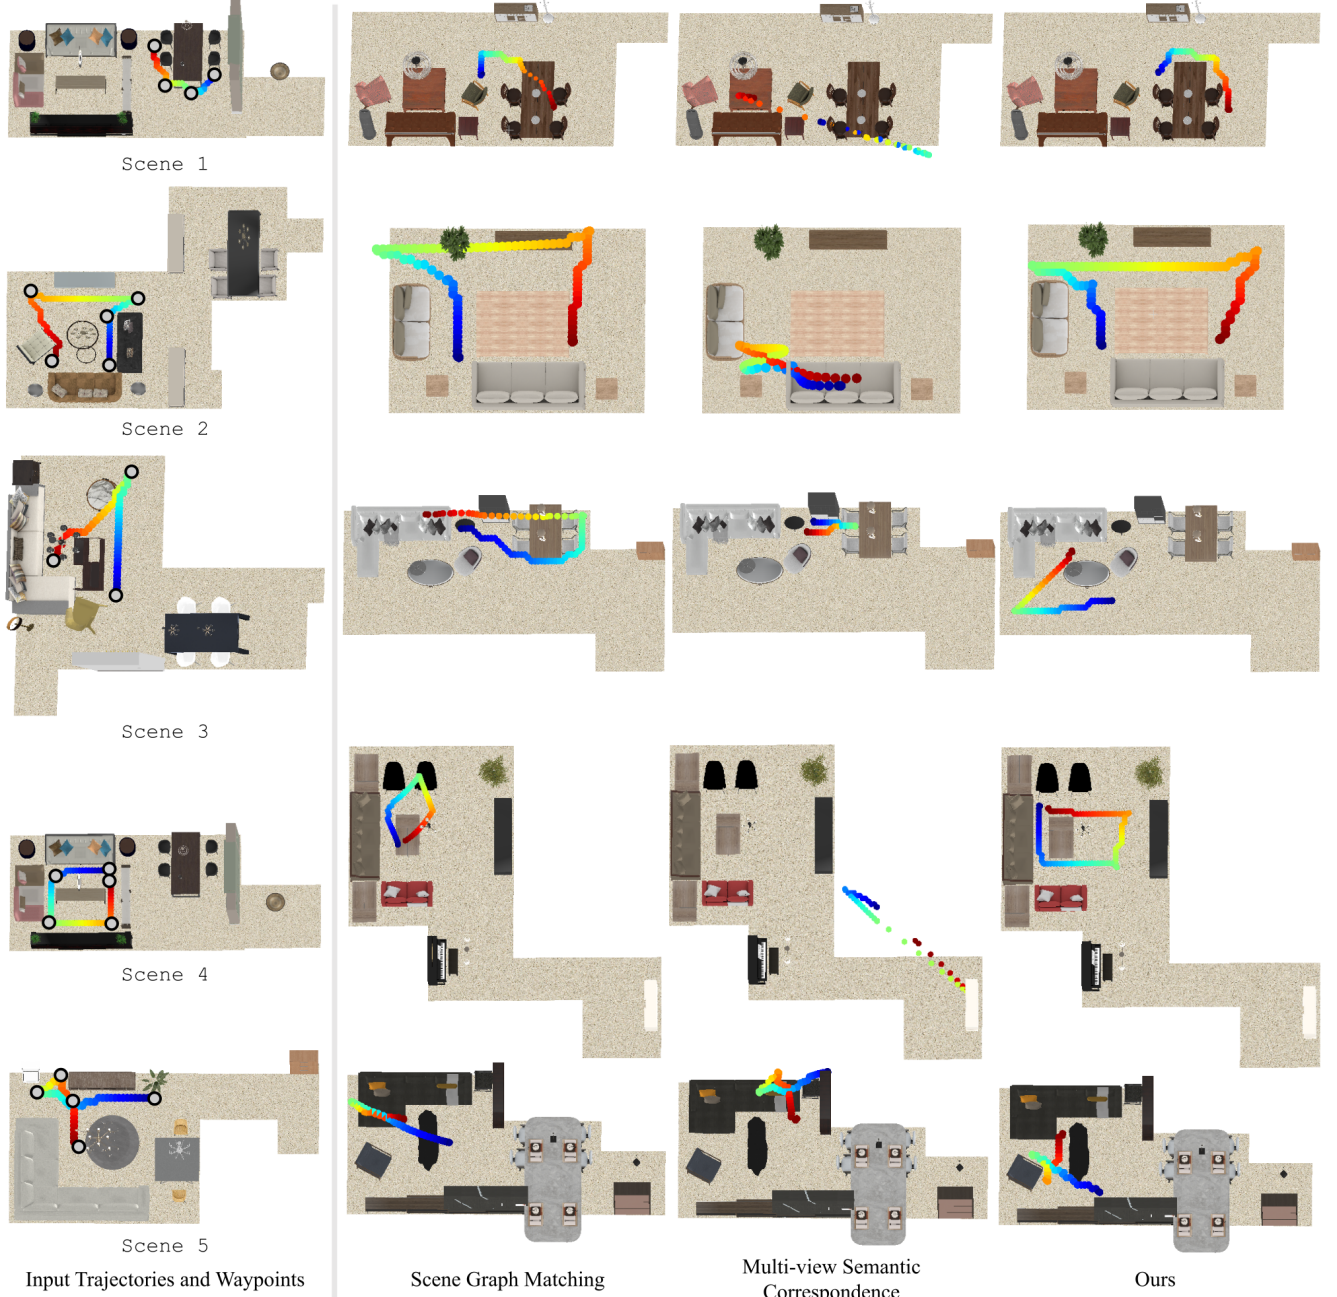 Scene 1
Scene 2
Scene 3
Scene 4
Scene 5
Input Trajectories and Waypoints
Scene Graph Matching
Multi-view Semantic
Correspondence
Ours